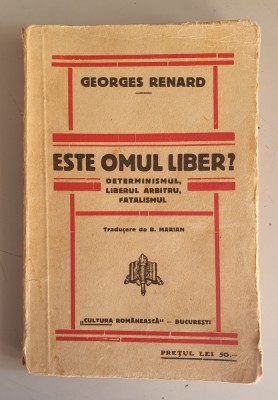 GEORGES RENARD
ESTE OMUL LIBER?
DETERMINISMUL,
LIBERUL ARBITRU,
FATALISMUL
Traducere de B. MARIAN
„CULTURA ROMÂNEASCĂ" – BUCUREȘTI
PREȚUL LEI 50.–